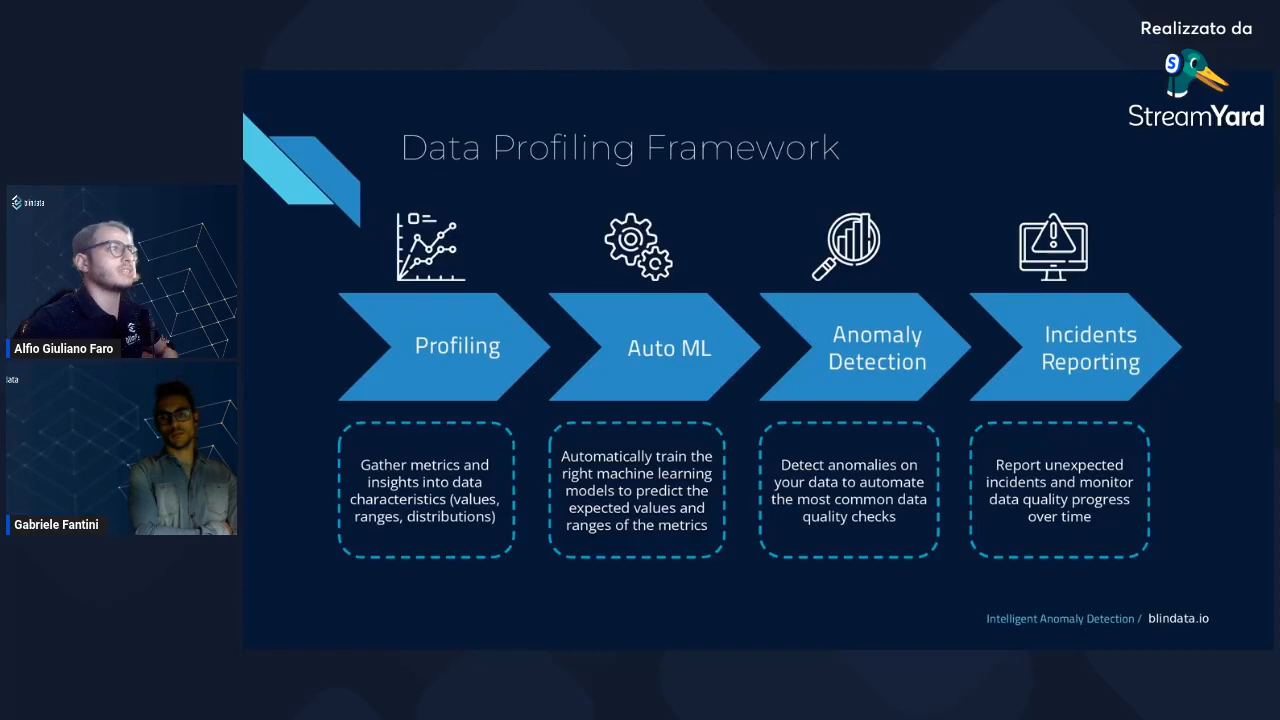 Realizzato da
StreamYard
Data Profiling Framework
Profiling
Auto ML
Anomaly
Detection
Incidents
Reporting
Gather metrics and
insights into data
characteristics (values,
ranges, distributions)
Automatically train the
right machine learning
models to predict the
expected values and
ranges of the metrics
Detect anomalies on
your data to automate
the most common data
quality checks
Report unexpected
incidents and monitor
data quality progress
over time
blindata
Alfio Giuliano Faro
data
Gabriele Fantini
Intelligent Anomaly Detection / blindata.io